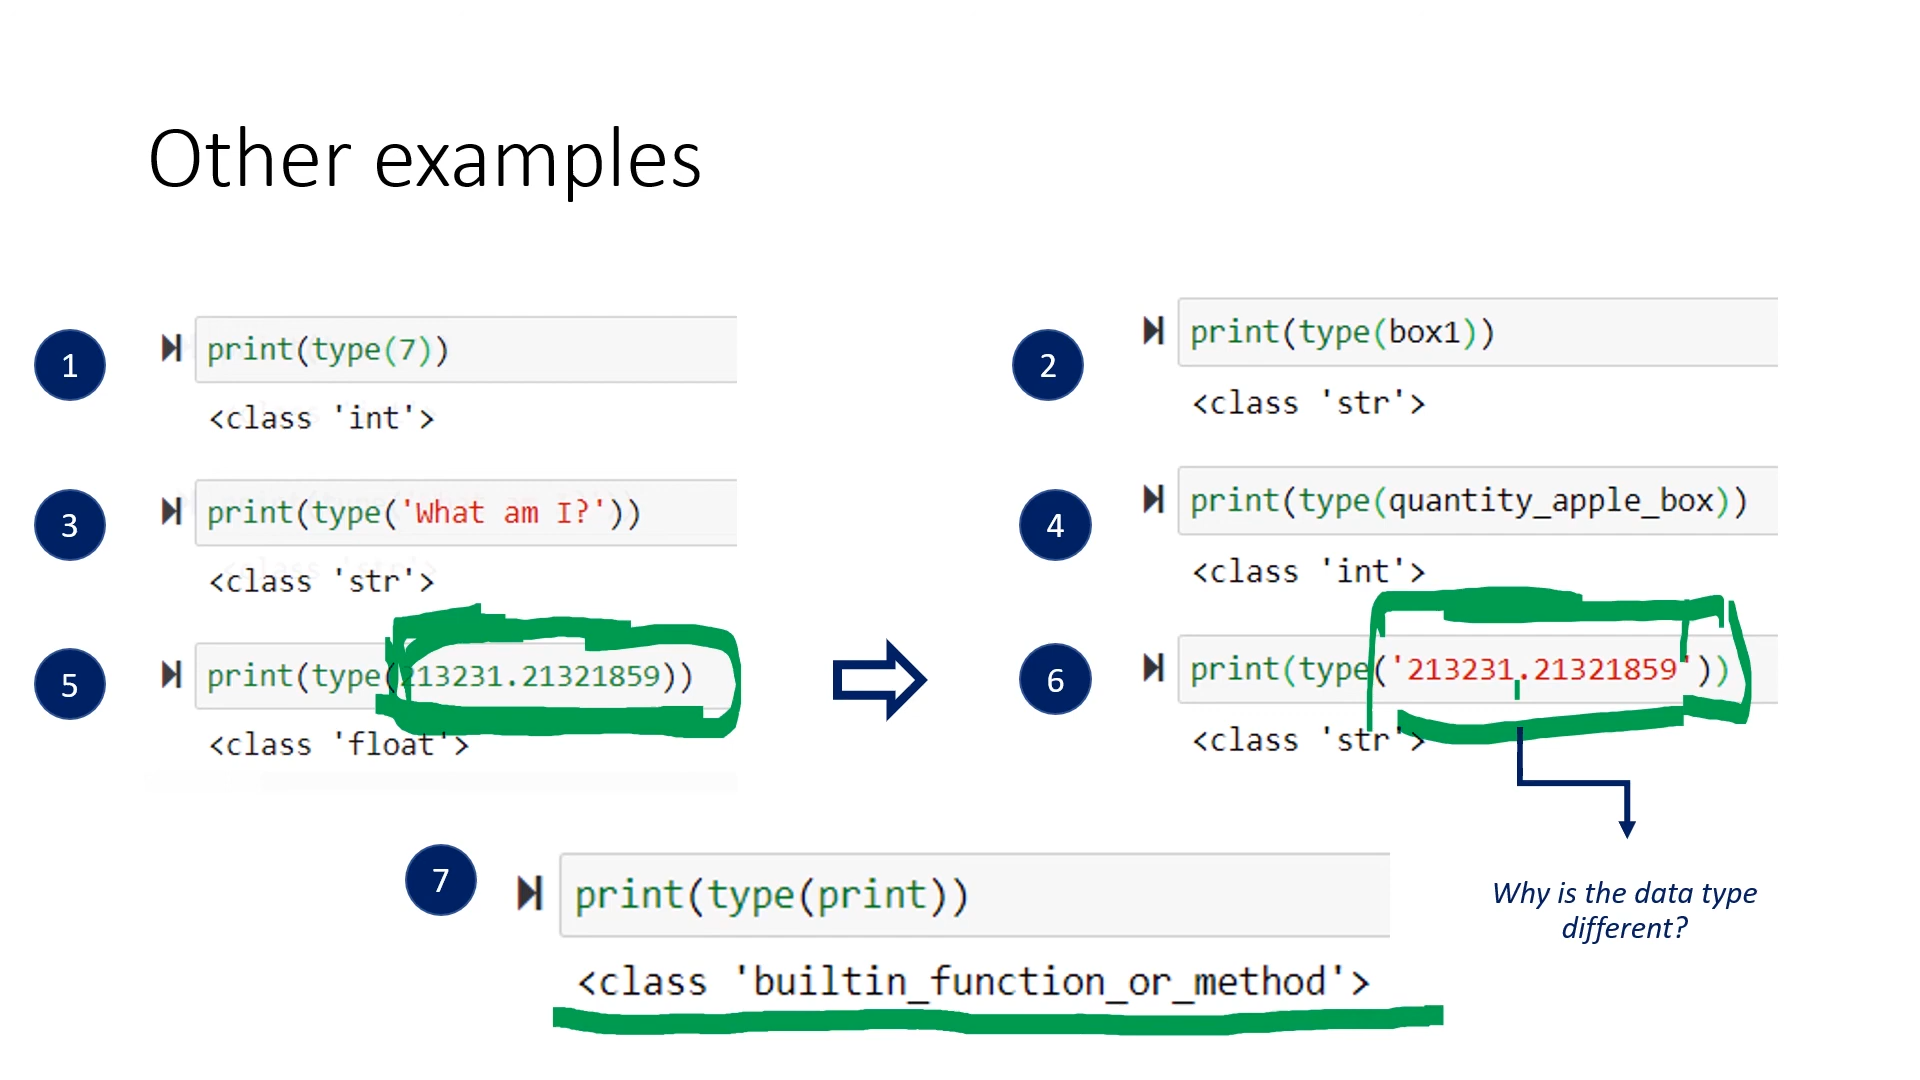 Other examples
1
print(type(7))
<class 'int'>
2
print(type(box1))
<class 'str'>
3
print(type('What am I?'))
<class 'str'>
4
print(type(quantity_apple_box))
<class 'int'>
5
print(type(213231.21321859))
<class 'float'>
6
print(type('213231.21321859'))
<class 'str'>
7
print(type(print))
<class 'builtin_function_or_method'>
Why is the data type
different?